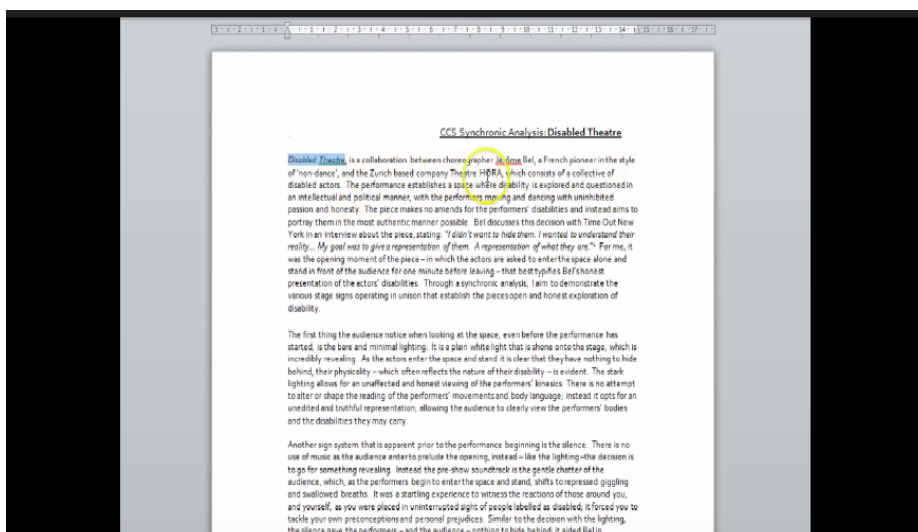 CCS Synchronic Analysis: Disabled Theatre
Disabled Theatre, is a collaboration between choreographer Jerôme Bel, a French pioneer in the style
of 'non-dance', and the Zurich based company Theatre HORA, which consists of a collective of
disabled actors. The performance establishes a space where disability is explored and questioned in
an intellectual and political manner, with the performers moving and dancing with uninhibited
passion and honesty. The piece makes no amends for the performers' disabilities and instead aims to
portray them in the most authentic manner possible. Bel discusses this decision with Time Out New
York in an interview about the piece, stating: "I didn't want to hide them. I wanted to understand their
reality... My goal was to give a representation of them. A representation of what they are." For me, it
was the opening moment of the piece – in which the actors are asked to enter the space alone and
stand in front of the audience for one minute before leaving – that best typifies Bel's honest
presentation of the actors' disabilities. Through a synchronic analysis, I aim to demonstrate the
various stage signs operating in unison that establish the pieces open and honest exploration of
disability.
The first thing the audience notice when looking at the space, even before the performance has
started, is the bare and minimal lighting. It is a plain white light that is shone onto the stage, which is
incredibly revealing. As the actors enter the space and stand it is clear that they have nothing to hide
behind, their physicality – which often reflects the nature of their disability – is evident. The stark
lighting allows for an unaffected and honest viewing of the performers' kinesics. There is no attempt
to alter or shape the reading of the performers' movements and body language; instead it opts for an
unedited and truthful representation, allowing the audience to clearly view the performers' bodies
and the disabilities they may carry.
Another sign system that is apparent prior to the performance beginning is the silence. There is no
use of music as the audience enter to prelude the opening, instead – like the lighting –the decision is
to go for something revealing. Instead the pre-show soundtrack is the gentle chatter of the
audience, which, as the performers begin to enter the space and stand, shifts to repressed giggling
and swallowed breaths. It was a startling experience to witness the reactions of those around you,
and yourself, as you were placed in uninterrupted sight of people labelled as disabled; it forced you to
tackle your own preconceptions and personal prejudices. Similar to the decision with the lighting,
the silence gave the performers – and the audience – nothing to hide behind; it aided Bel in